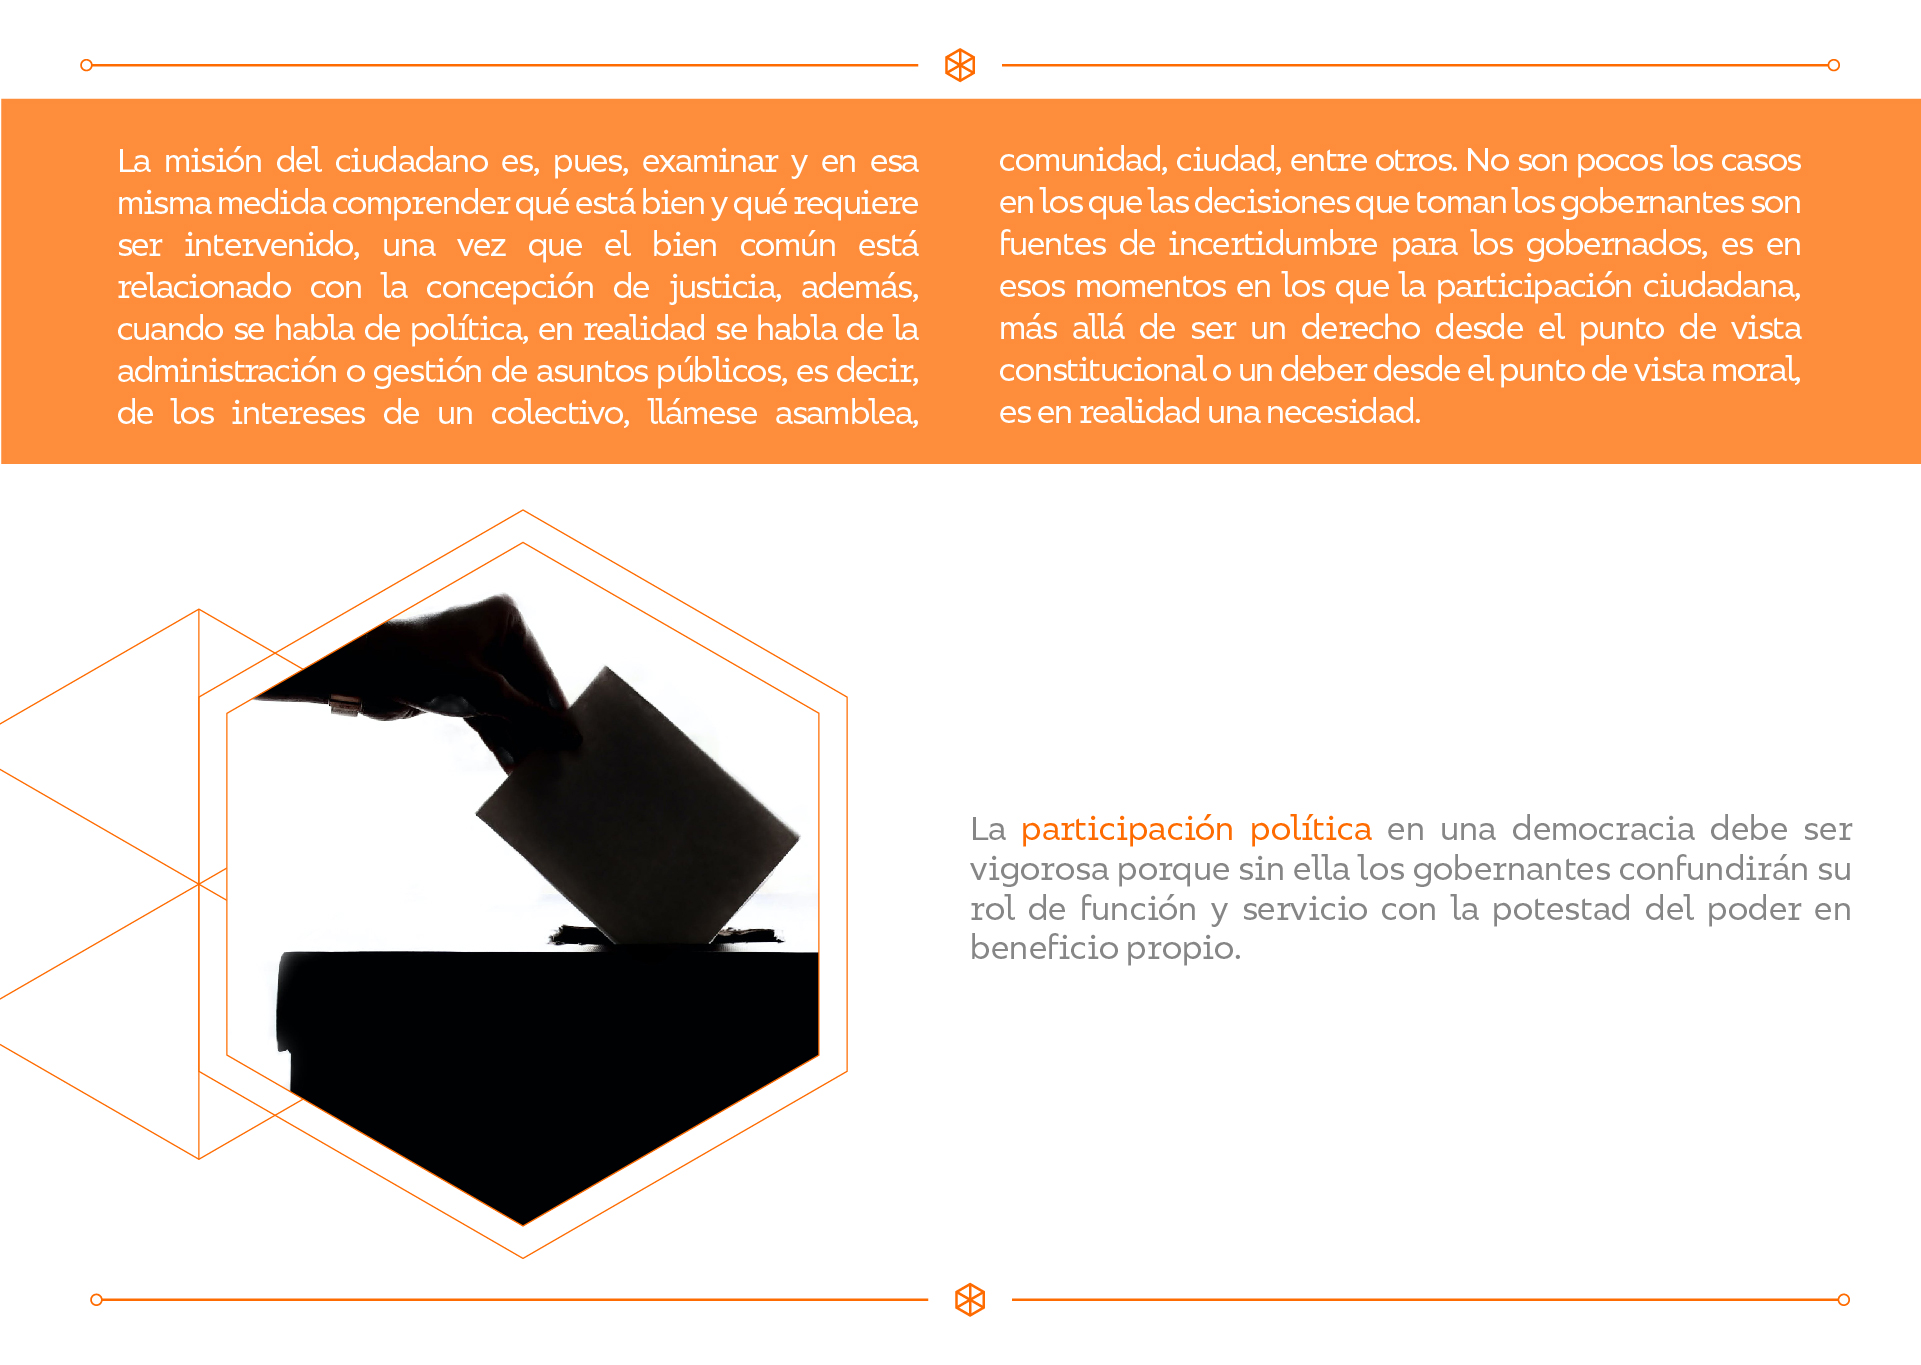 La misión del ciudadano es, pues, examinar y en esa
misma medida comprender qué está bien y qué requiere
ser intervenido, una vez que el bien común está
relacionado con la concepción de justicia, además,
cuando se habla de política, en realidad se habla de la
administración o gestión de asuntos públicos, es decir,
de los intereses de un colectivo, llámese asamblea,
comunidad, ciudad, entre otros. No son pocos los casos
en los que las decisiones que toman los gobernantes son
fuentes de incertidumbre para los gobernados, es en
esos momentos en los que la participación ciudadana,
más allá de ser un derecho desde el punto de vista
constitucional o un deber desde el punto de vista moral,
es en realidad una necesidad.
La participación política en una democracia debe ser
vigorosa porque sin ella los gobernantes confundirán su
rol de función y servicio con la potestad del poder en
beneficio propio.